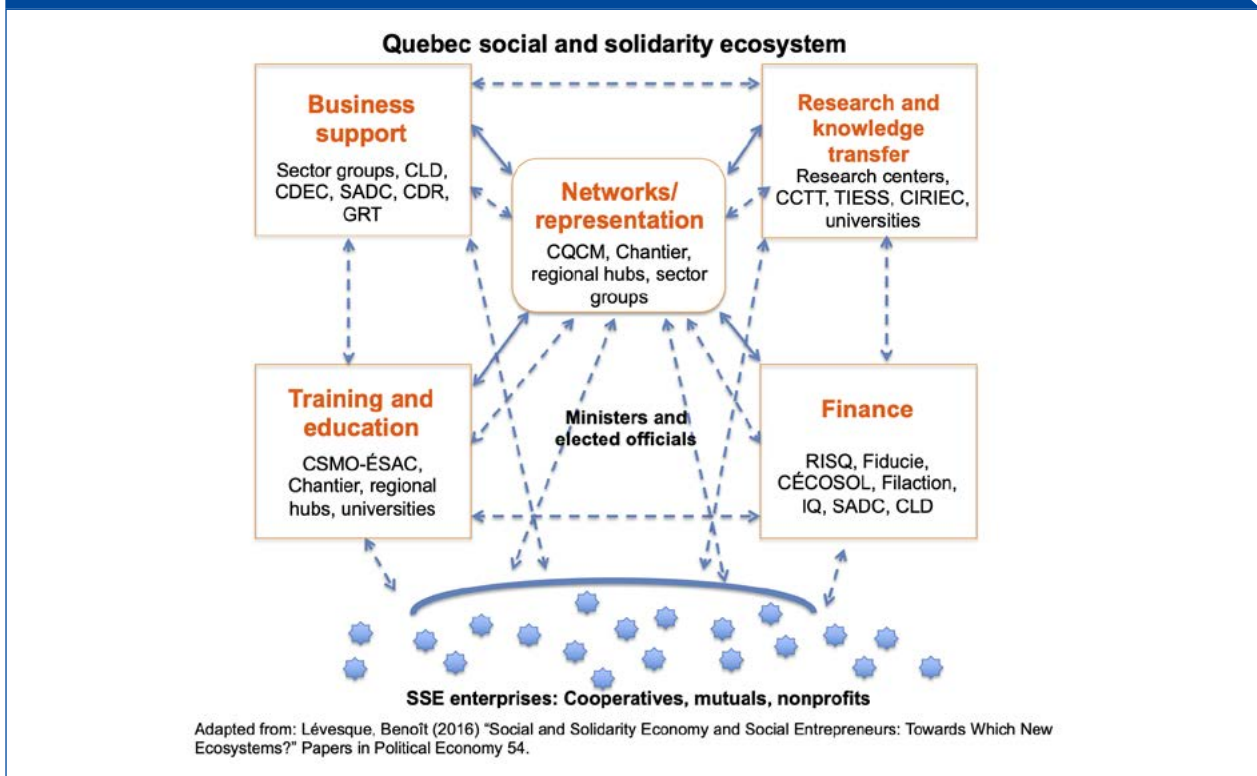 Quebec social and solidarity ecosystem
Business
support
Sector groups, CLD,
CDEC, SADC, CDR,
GRT
Research and
knowledge
transfer
Research centers,
CCTT, TIESS, CIRIEC,
universities
Networks/
representation
CQCM, Chantier,
regional hubs, sector
groups
Training and
education
CSMO-ÉSAC,
Chantier, regional
hubs, universities
Ministers and
elected officials
Finance
RISQ, Fiducie,
CÉCOSOL, Filaction,
IQ, SADC, CLD
SSE enterprises: Cooperatives, mutuals, nonprofits
Adapted from: Lévesque, Benoît (2016) “Social and Solidarity Economy and Social Entrepreneurs: Towards Which New
Ecosystems?” Papers in Political Economy 54.